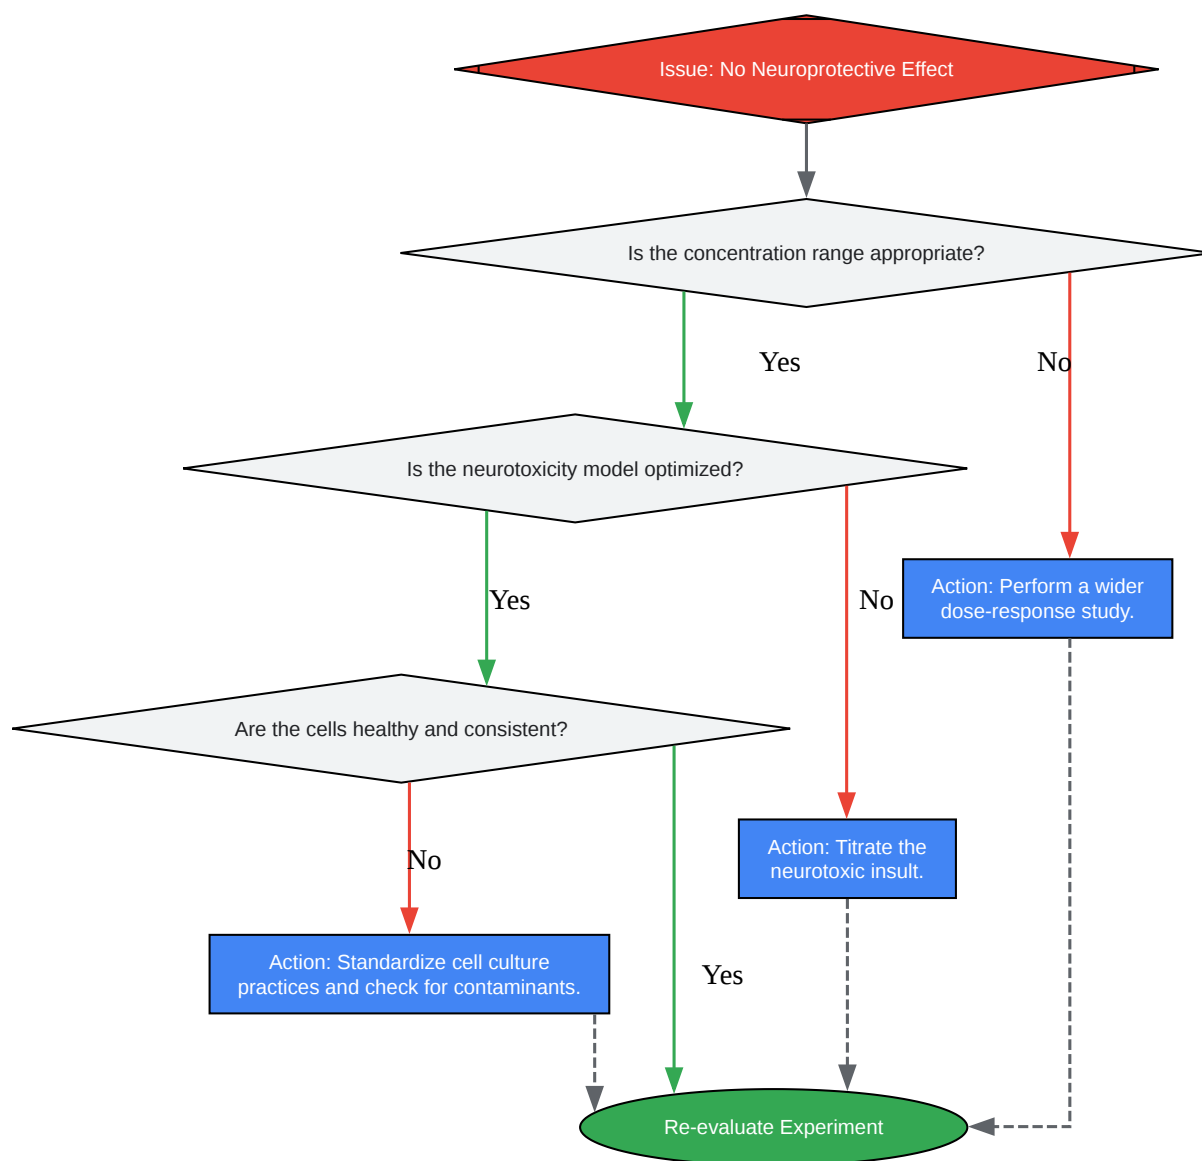 Issue: No Neuroprotective Effect
Is the concentration range appropriate?
Yes
No
Is the neurotoxicity model optimized?
Yes
No
Action: Perform a wider
dose-response study.
Are the cells healthy and consistent?
No
Action: Titrate the
neurotoxic insult.
Action: Standardize cell culture
practices and check for contaminants.
Yes
Re-evaluate Experiment